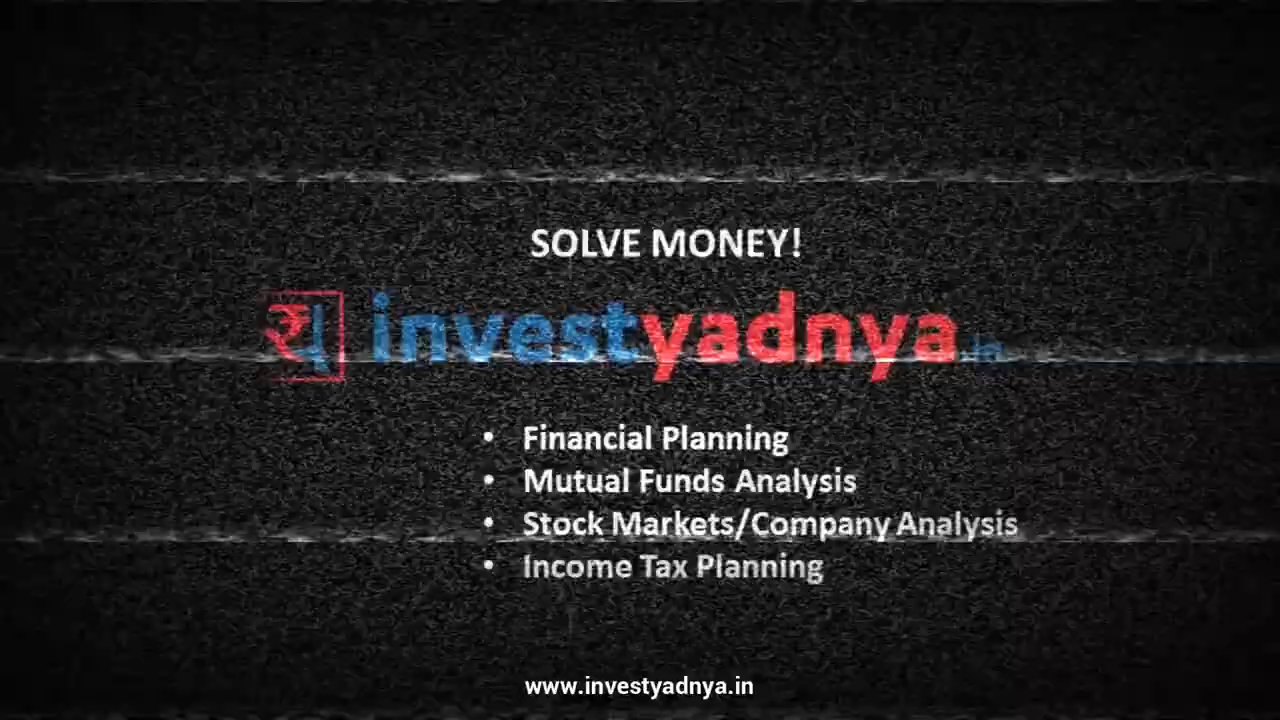 SOLVE MONEY!
य investyadnya.in
• Financial Planning
• Mutual Funds Analysis
• Stock Markets/Company Analysis
• Income Tax Planning
www.investyadnya.in